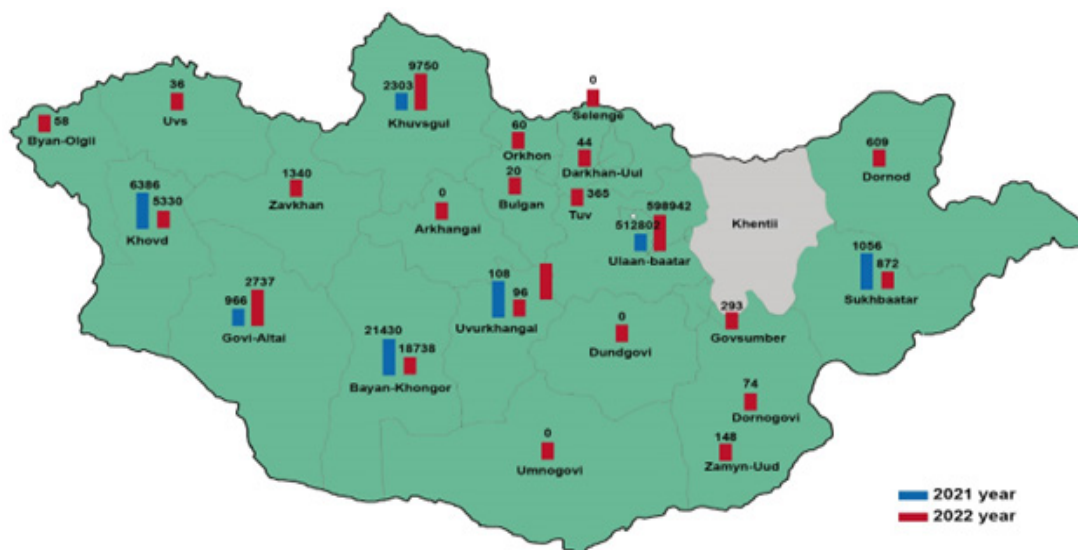 0
Selenge
9750
2303
Khuvsgul
36
Uvs
58
Byan-Olgii
60
Orkhon
44
Darkhan-Uul
609
Dornod
6386
5330
Khovd
1340
Zavkhan
0
Arkhangai
20
Bulgan
365
Tuv
598942
512802
Ulaan-baatar
Khentii
1056
872
Sukhbaatar
2737
966
Govi-Altai
108
96
Uvurkhangai
293
Govsumber
0
Dundgovi
21430
18738
Bayan-Khongor
74
Dornogovi
148
Zamyn-Uud
0
Umnogovi
2021 year
2022 year